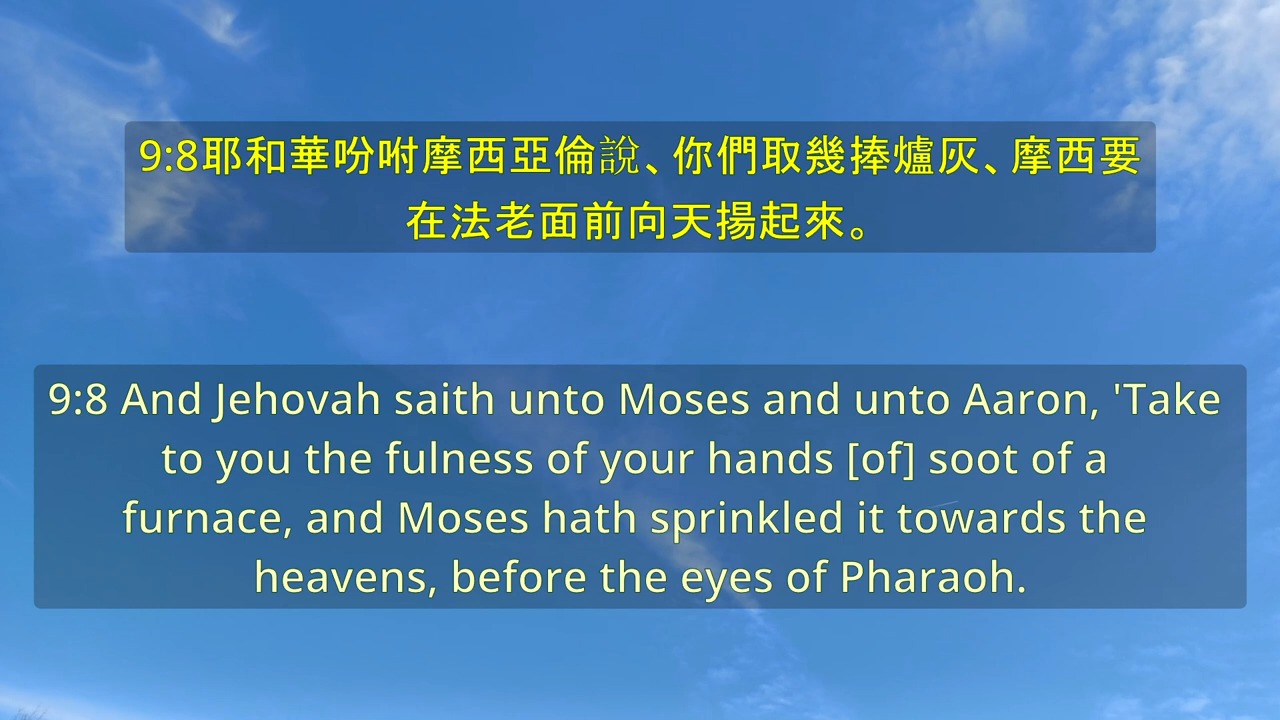 9:8耶和華吩咐摩西亞倫說、你們取幾捧爐灰、摩西要
在法老面前向天揚起來。
9:8 And Jehovah saith unto Moses and unto Aaron, 'Take
to you the fulness of your hands [of] soot of a
furnace, and Moses hath sprinkled it towards the
heavens, before the eyes of Pharaoh.